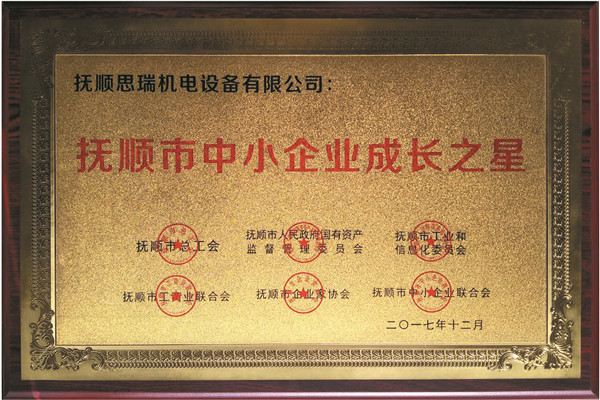 抚顺思瑞机电设备有限公司：
抚顺市中小企业成长之星
抚顺市总工会
抚顺市人民政府国有资产
监督管理委员会
抚顺市工业和
信息化委员会
抚顺市工商业联合会
抚顺市企业家协会
抚顺市中小企业联合会
二〇一七年十二月